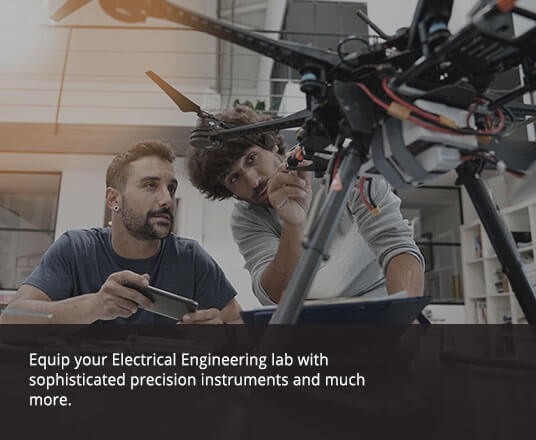 Equip your Electrical Engineering lab with
sophisticated precision instruments and much
more.